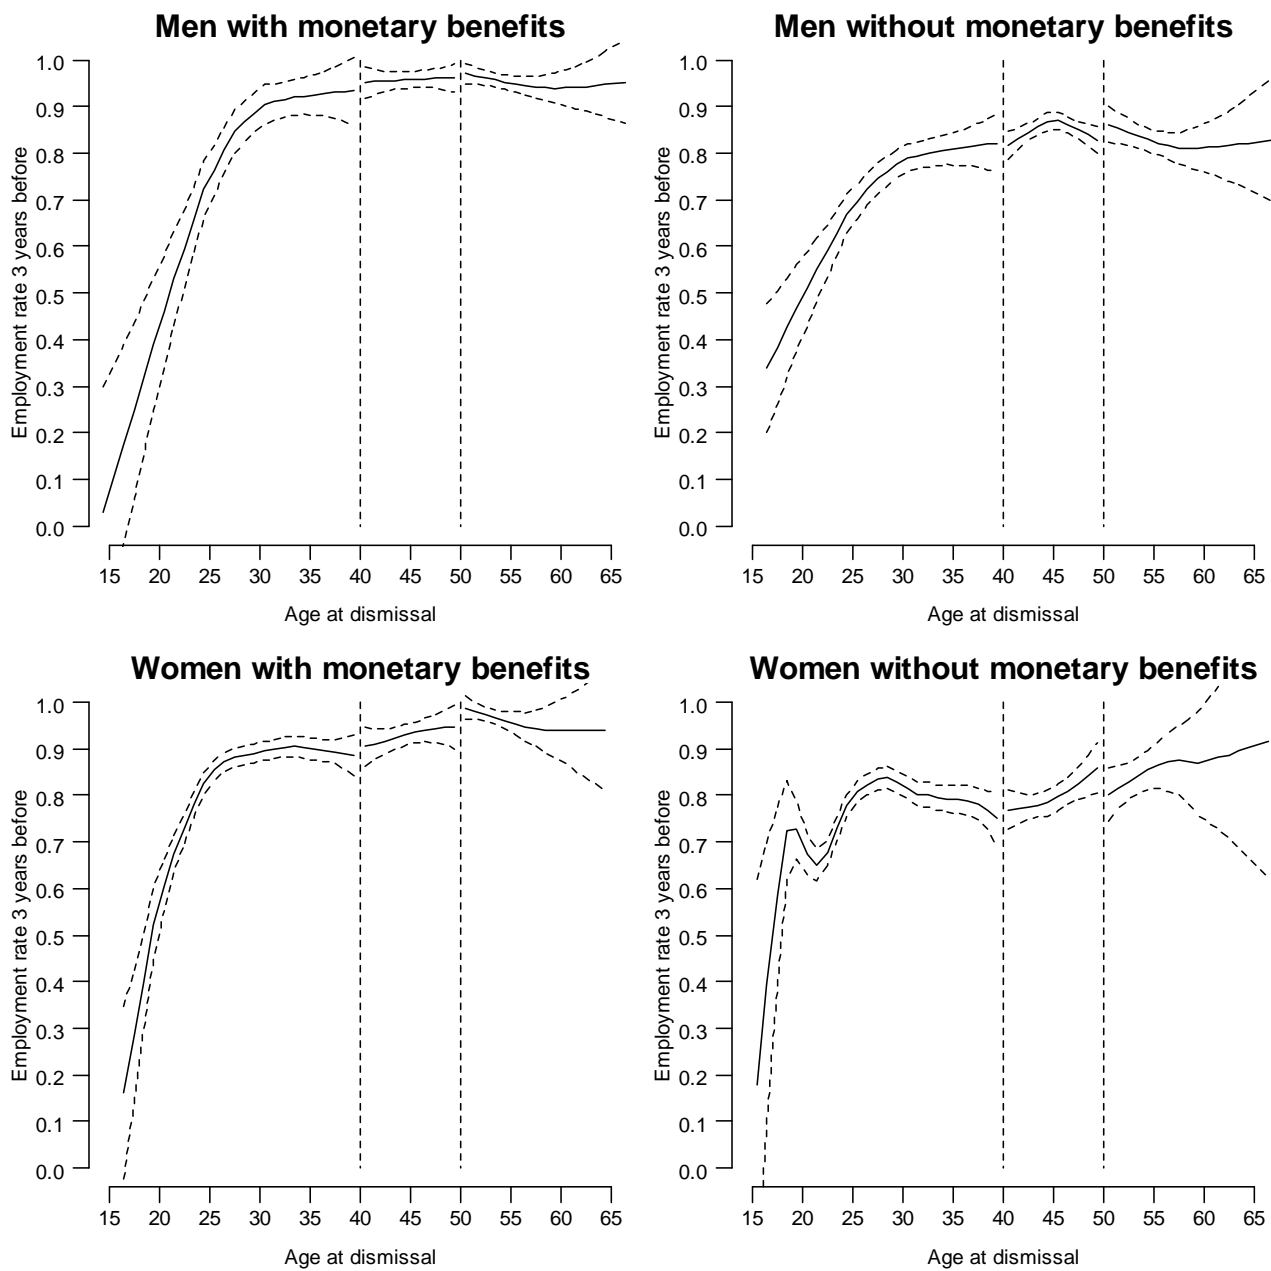 Men with monetary benefits
Employment rate 3 years before
1.0
0.9
0.8
0.7
0.6
0.5
0.4
0.3
0.2
0.1
0.0
15 20 25 30 35 40 45 50 55 60 65
Age at dismissal
Men without monetary benefits
Employment rate 3 years before
1.0
0.9
0.8
0.7
0.6
0.5
0.4
0.3
0.2
0.1
0.0
15 20 25 30 35 40 45 50 55 60 65
Age at dismissal
Women with monetary benefits
Employment rate 3 years before
1.0
0.9
0.8
0.7
0.6
0.5
0.4
0.3
0.2
0.1
0.0
15 20 25 30 35 40 45 50 55 60 65
Age at dismissal
Women without monetary benefits
Employment rate 3 years before
1.0
0.9
0.8
0.7
0.6
0.5
0.4
0.3
0.2
0.1
0.0
15 20 25 30 35 40 45 50 55 60 65
Age at dismissal